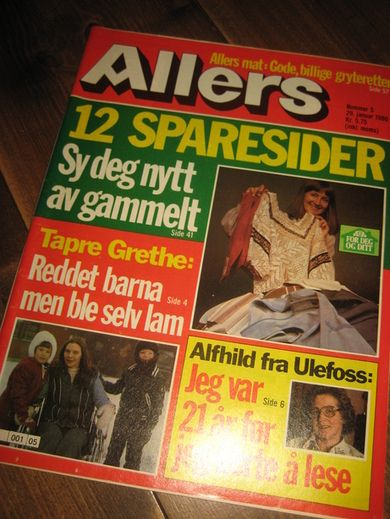 Allers mat: Gode, billige gryteretter
Side 57
Allers
Nummer 5
29. januar 1980
Kr. 5,75
(inkl. moms)
12 SPARESIDER
Sy deg nytt
av gammelt
Side 41
FOR DEG
OG DITT
Tapre Grethe:
Reddet barna
Side 4
men ble selv lam
Alfhild fra Ulefoss:
Jeg var
Side 6
21 år før
å lese
001 05